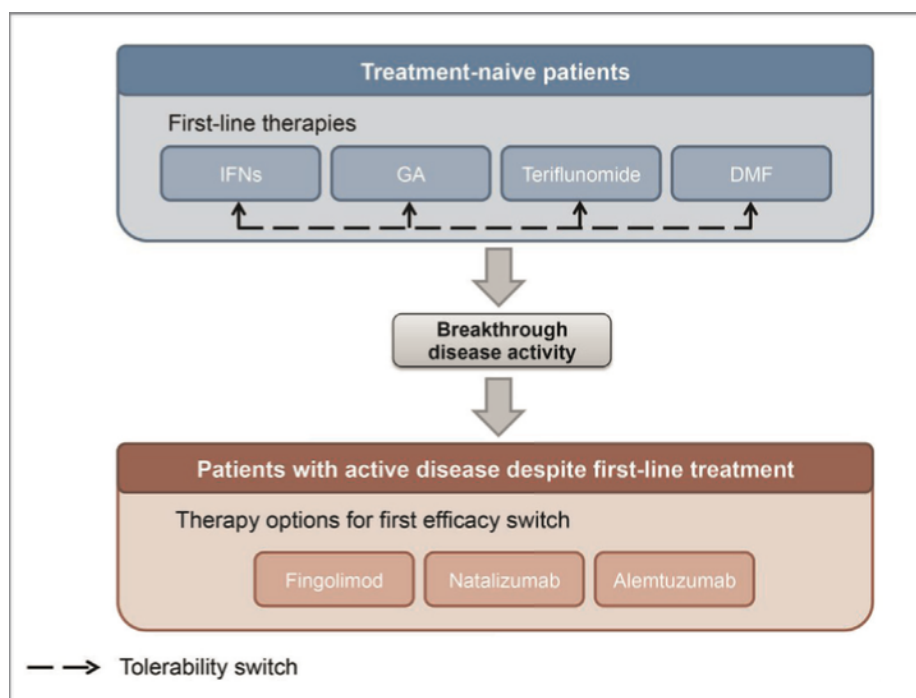 Treatment-naive patients
First-line therapies
IFNs
GA
Teriflunomide
DMF
Breakthrough
disease activity
Patients with active disease despite first-line treatment
Therapy options for first efficacy switch
Fingolimod
Natalizumab
Alemtuzumab
Tolerability switch